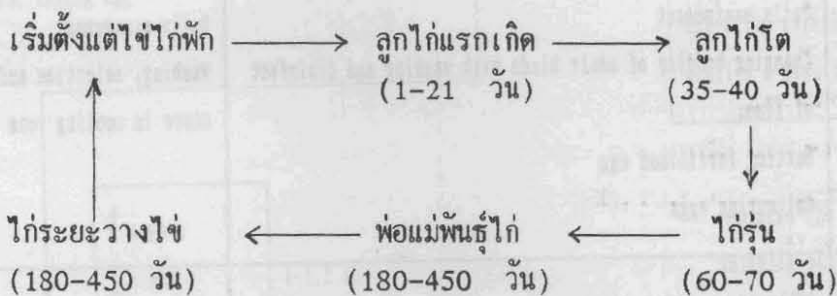 เริ่มตั้งแต่ไข่ไก่พัก ลูกไก่แรกเกิด ลูกไก่โต
(1-21 วัน) (35-40 วัน)
ไก่ระยะวางไข่ พ่อแม่พันธุ์ไก่ ไก่รุ่น
(180-450 วัน) (180-450 วัน) (60-70 วัน)